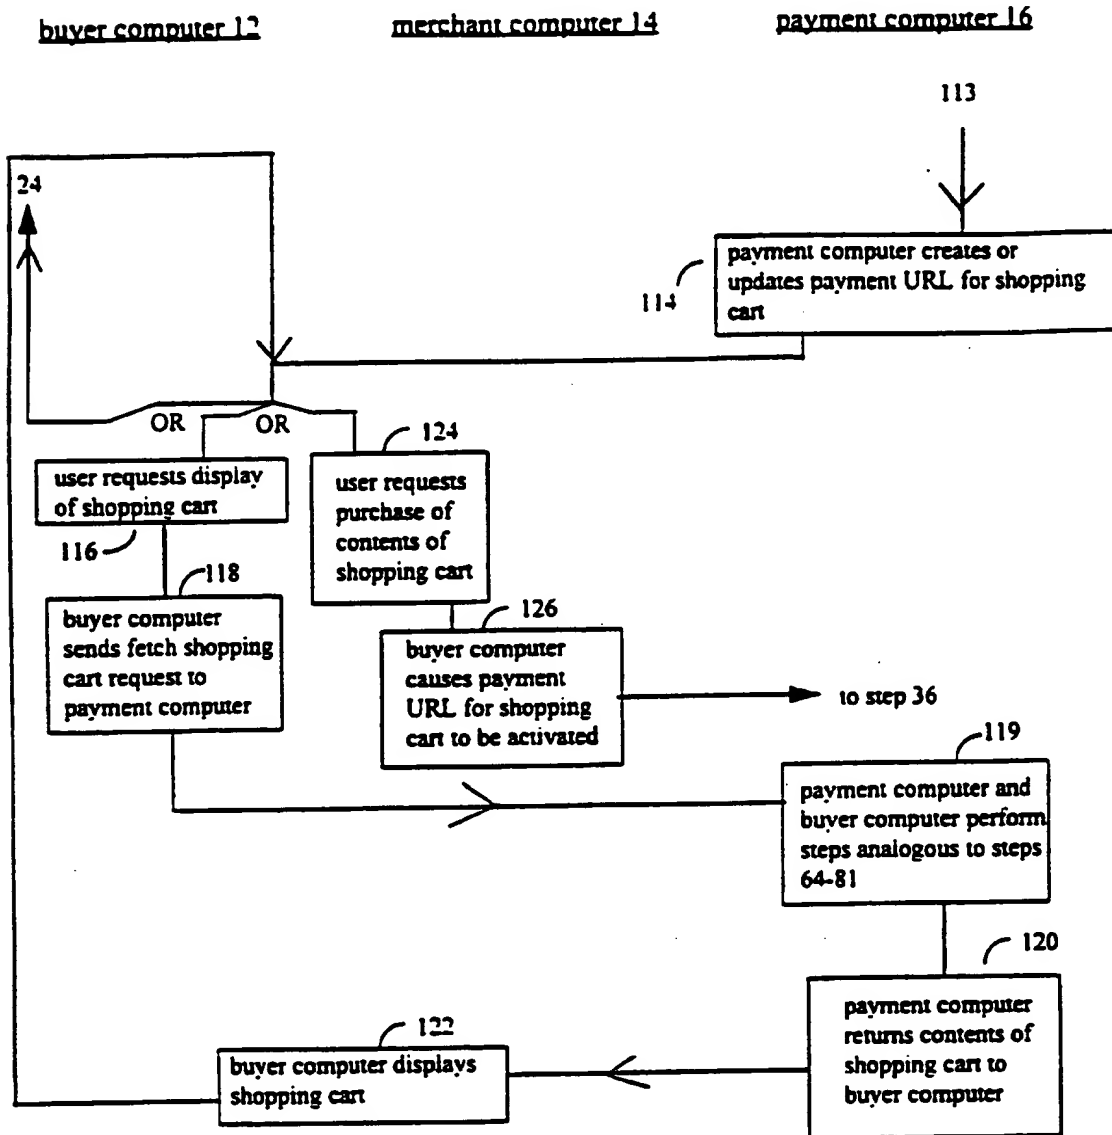 buyer computer 12
merchant computer 14
payment computer 16
113
24
payment computer creates or
updates payment URL for shopping
cart
114
OR
OR
124
user requests display
of shopping cart
116
user requests
purchase of
contents of
shopping cart
118
buyer computer
sends fetch shopping
cart request to
payment computer
126
buyer computer
causes payment
URL for shopping
cart to be activated
to step 36
119
payment computer and
buyer computer perform
steps analogous to steps
64-81
120
payment computer
returns contents of
shopping cart to
buyer computer
122
buyer computer displays
shopping cart